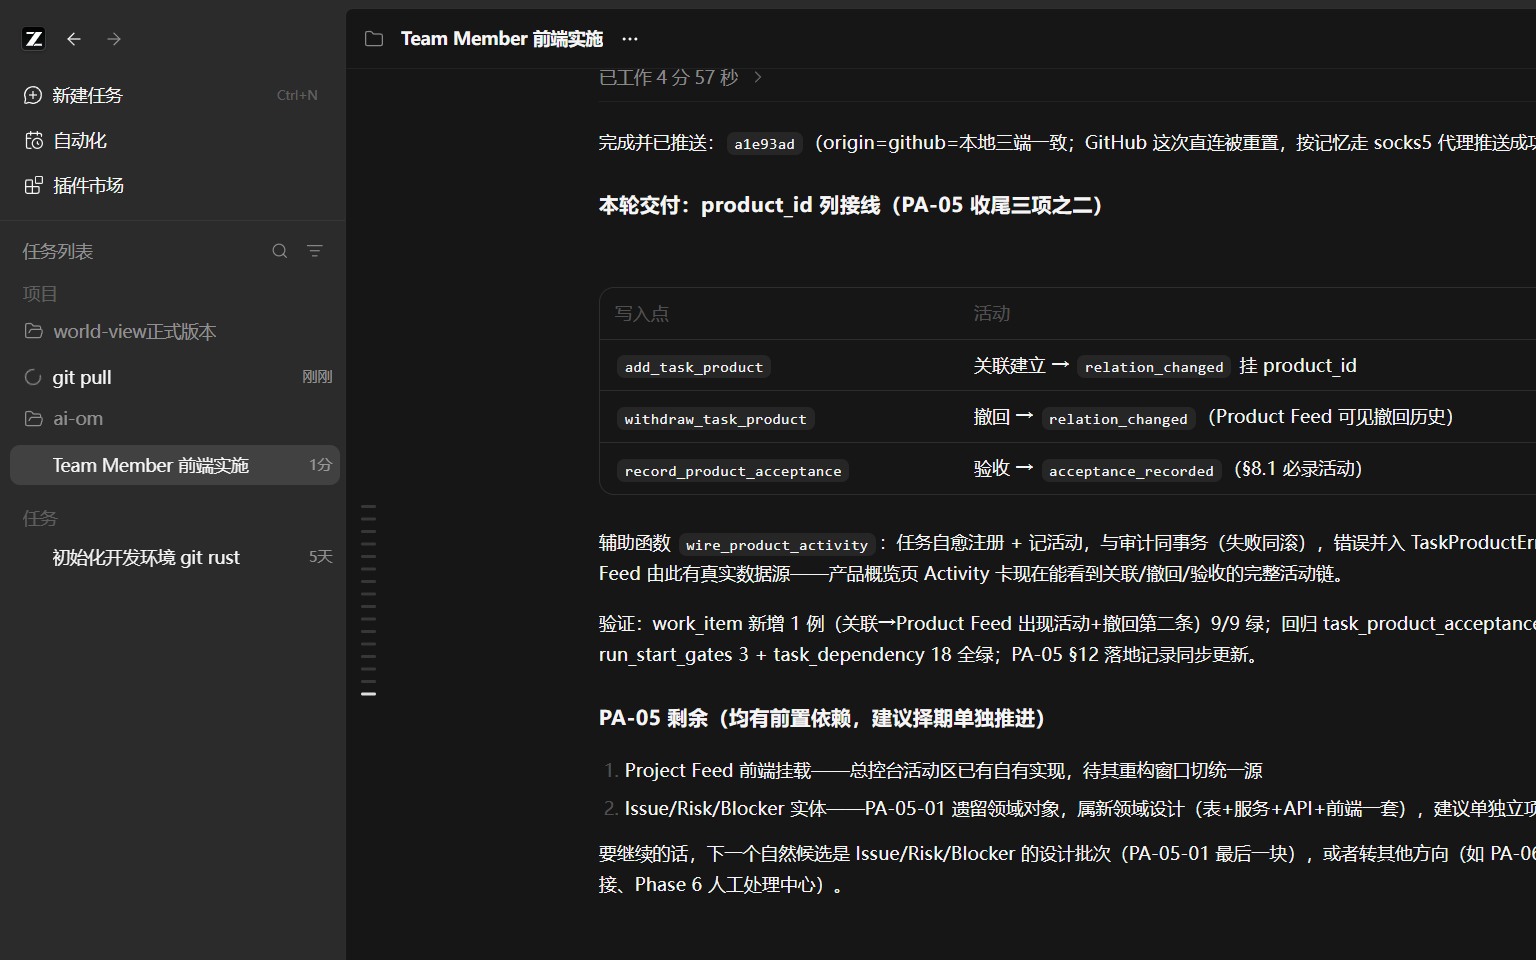 Z
Team Member 前端实施 ...
新建任务 Ctrl+N
自动化
插件市场
任务列表
项目
world-view正式版本
git pull 刚刚
ai-om
Team Member 前端实施 1分
任务
初始化开发环境 git rust 5天
已工作 4 分 57 秒
完成并已推送： a1e93ad （origin=github=本地三端一致；GitHub 这次直连被重置，按记忆走 socks5 代理推送成功
本轮交付：product_id 列接线（PA-05 收尾三项之二）
写入点 活动
add_task_product 关联建立 → relation_changed 挂 product_id
withdraw_task_product 撤回 → relation_changed （Product Feed 可见撤回历史）
record_product_acceptance 验收 → acceptance_recorded （§8.1 必录活动）
辅助函数 wire_product_activity ：任务自愈注册 + 记活动，与审计同事务（失败同滚），错误并入 TaskProductErr
Feed 由此有真实数据源——产品概览页 Activity 卡现在能看到关联/撤回/验收的完整活动链。
验证：work_item 新增 1 例（关联→Product Feed 出现活动+撤回第二条）9/9 绿；回归 task_product_acceptance
run_start_gates 3 + task_dependency 18 全绿；PA-05 §12 落地记录同步更新。
PA-05 剩余（均有前置依赖，建议择期单独推进）
1. Project Feed 前端挂载——总控台活动区已有自有实现，待其重构窗口切统一源
2. Issue/Risk/Blocker 实体——PA-05-01 遗留领域对象，属新领域设计（表+服务+API+前端一套），建议单独立项
要继续的话，下一个自然候选是 Issue/Risk/Blocker 的设计批次（PA-05-01 最后一块），或者转其他方向（如 PA-06
接、Phase 6 人工处理中心）。